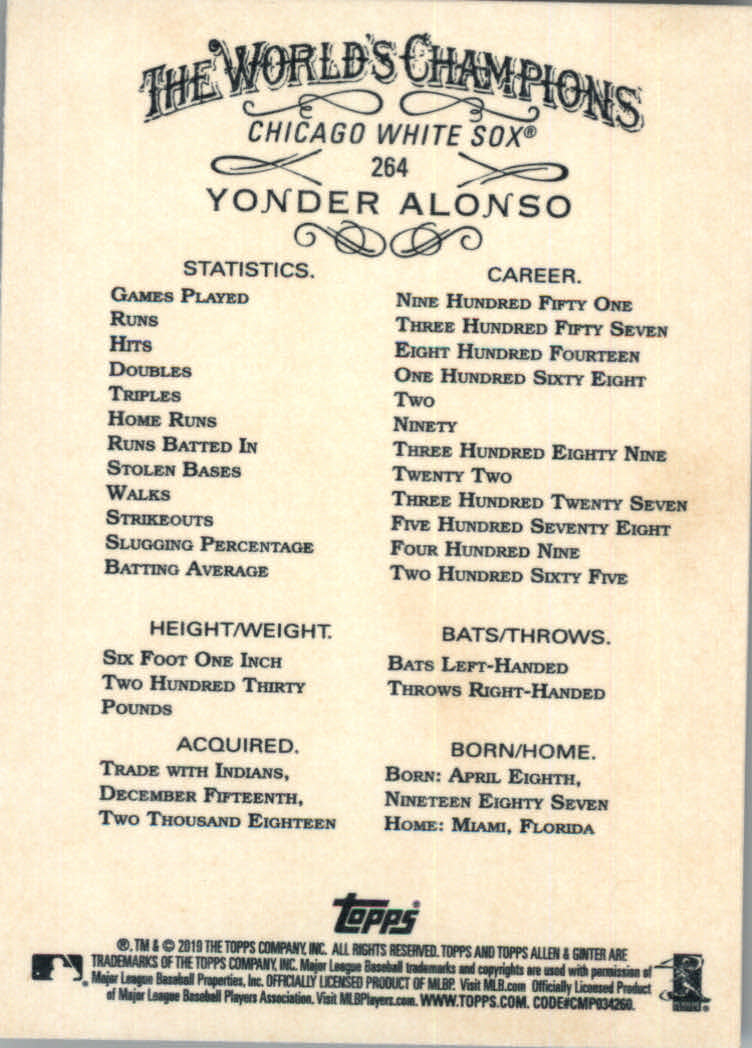 THE WORLD'S CHAMPIONS
CHICAGO WHITE SOX®
264
YONDER ALONSO
STATISTICS.
GAMES PLAYED
RUNS
HITS
DOUBLES
TRIPLES
HOME RUNS
RUNS BATTED IN
STOLEN BASES
WALKS
STRIKEOUTS
SLUGGING PERCENTAGE
BATTING AVERAGE
CAREER.
NINE HUNDRED FIFTY ONE
THREE HUNDRED FIFTY SEVEN
EIGHT HUNDRED FOURTEEN
ONE HUNDRED SIXTY EIGHT
TWO
NINETY
THREE HUNDRED EIGHTY NINE
TWENTY TWO
THREE HUNDRED TWENTY SEVEN
FIVE HUNDRED SEVENTY EIGHT
FOUR HUNDRED NINE
TWO HUNDRED SIXTY FIVE
HEIGHT/WEIGHT.
SIX FOOT ONE INCH
TWO HUNDRED THIRTY
POUNDS
BATS/THROWS.
BATS LEFT-HANDED
THROWS RIGHT-HANDED
ACQUIRED.
TRADE WITH INDIANS,
DECEMBER FIFTEENTH,
TWO THOUSAND EIGHTEEN
BORN/HOME.
BORN: APRIL EIGHTH,
NINETEEN EIGHTY SEVEN
HOME: MIAMI, FLORIDA
topps®
®, TM & © 2019 THE TOPPS COMPANY, INC. ALL RIGHTS RESERVED. TOPPS AND TOPPS ALLEN & GINTER ARE
TRADEMARKS OF THE TOPPS COMPANY, INC. Major League Baseball trademarks and copyrights are used with permission of
Major League Baseball Properties, Inc. OFFICIALLY LICENSED PRODUCT OF MLBP. Visit MLB.com Officially Licensed Product
of Major League Baseball Players Association. Visit MLBPlayers.com. WWW.TOPPS.COM. CODE#CMP034260.